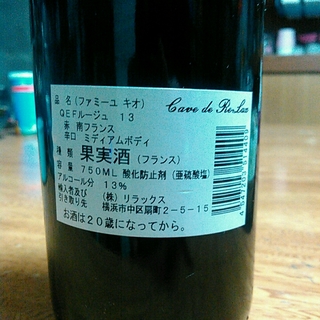 品 名 (ファミーユ キオ)
Cave de ReLax
QEFルージュ 13
赤 南フランス
辛口 ミディアムボディ
種 類 果実酒 (フランス)
容 量 750ML 酸化防止剤 (亜硫酸塩)
アルコール分 13%
輸入者及び (株) リラックス
引き取り先 横浜市中区扇町2-5-15
お酒は20歳になってから。